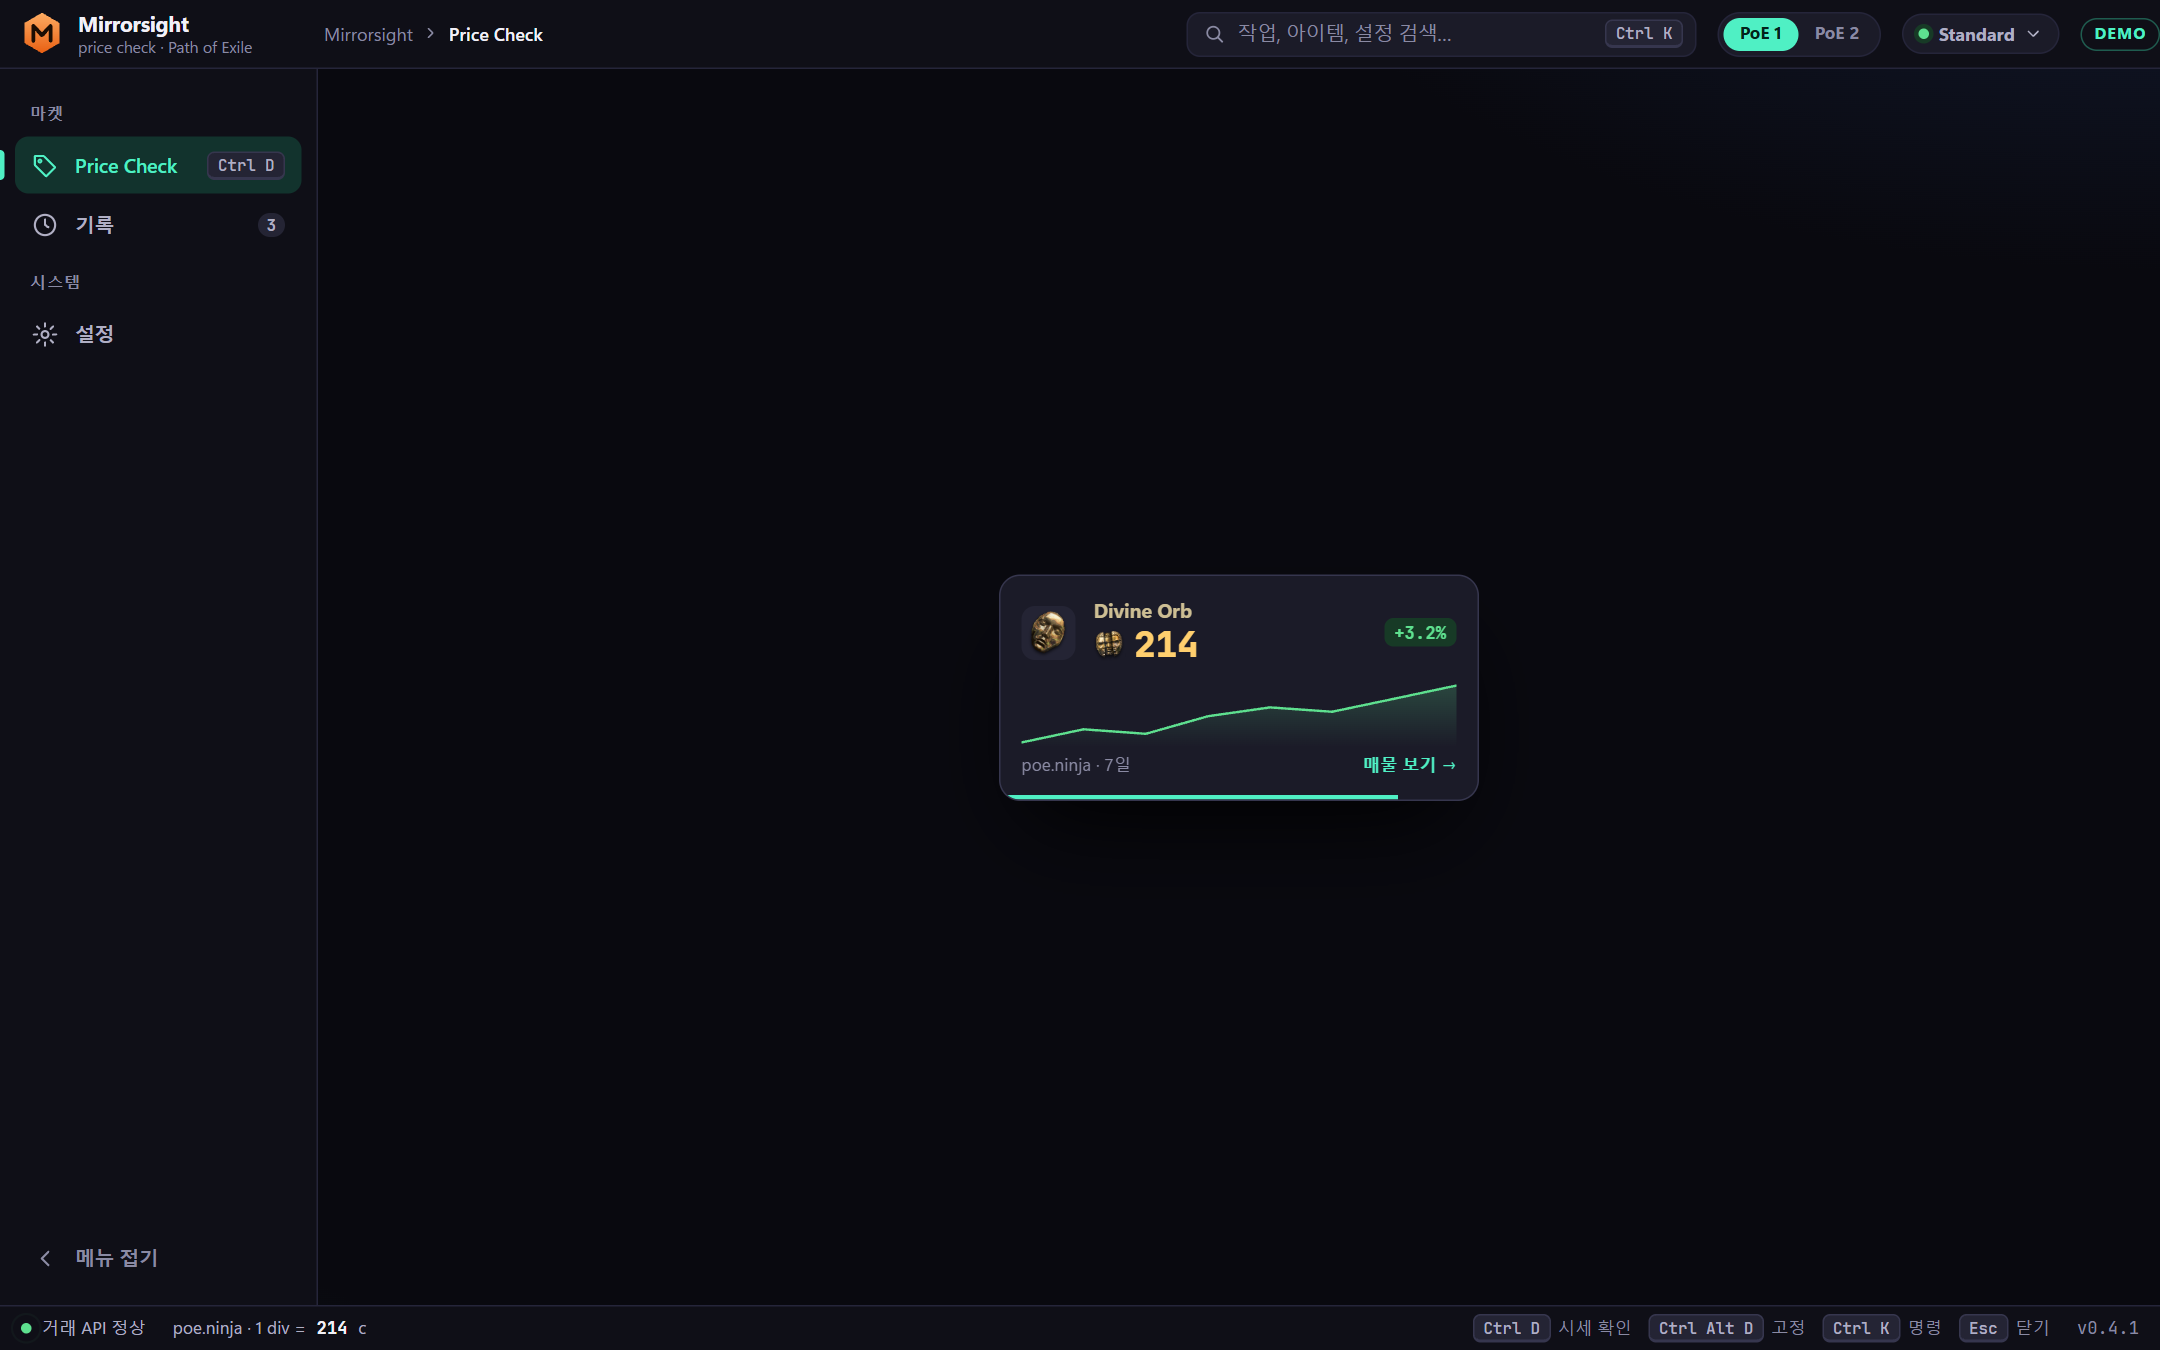 Mirrorsight
price check · Path of Exile
Mirrorsight > Price Check
작업, 아이템, 설정 검색...
Ctrl K
PoE 1
PoE 2
Standard
DEMO
마켓
Price Check
Ctrl D
기록
3
시스템
설정
Divine Orb
214
+3.2%
poe.ninja · 7일
매물 보기 →
메뉴 접기
거래 API 정상
poe.ninja · 1 div = 214 c
Ctrl D 시세 확인
Ctrl Alt D 고정
Ctrl K 명령
Esc 닫기
v0.4.1